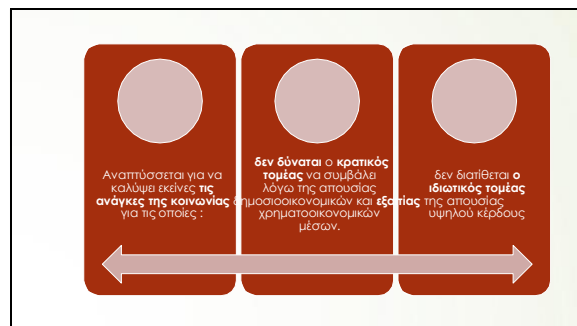 Αναπτύσσεται για να
καλύψει εκείνες τις
ανάγκες της κοινωνίας
για τις οποίες :
δεν δύναται ο κρατικός
τομέας να συμβάλει
λόγω της απουσίας
δημοσιοοικονομικών και
χρηματοοικονομικών
μέσων.
δεν διατίθεται ο
ιδιωτικός τομέας
εξαιτίας της απουσίας
υψηλού κέρδους